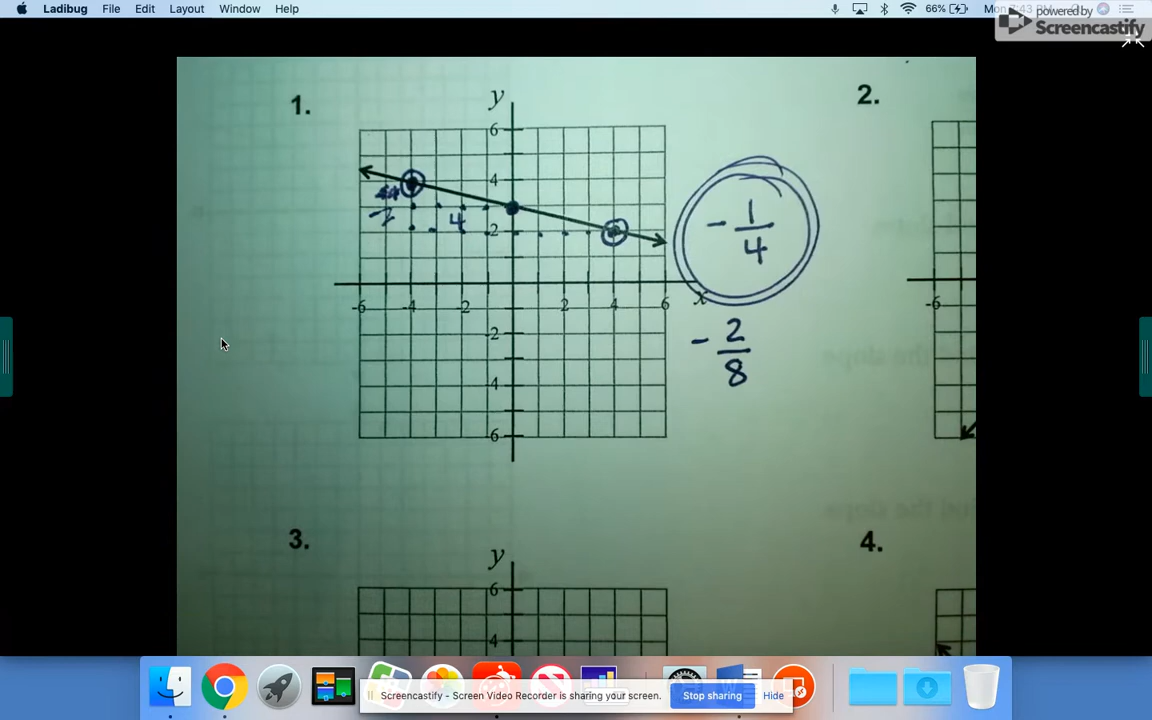 Ladibug File Edit Layout Window Help
66% Mon
powered by
Screencastify
1.
2.
y
6
4
2
-6 -4 -2 2 4 6 x
-2
-4
-6
-2
4
- 1/4
- 2/8
-6
3.
4.
y
6
4
Screencastify - Screen Video Recorder is sharing your screen. Stop sharing Hide